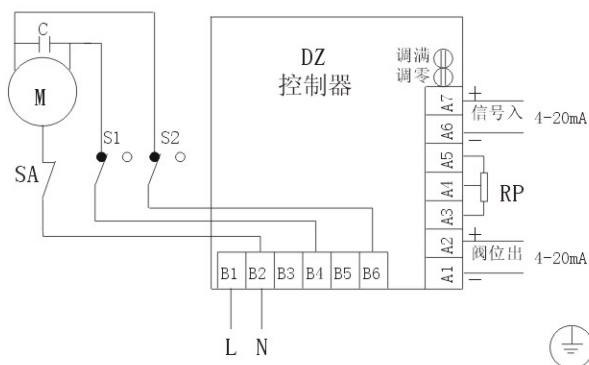 C
M
SA
S1
S2
DZ
控制器
调满
调零
A7
A6
A5
A4
A3
A2
A1
+
信号入
-
4-20mA
RP
+
阀位出
-
4-20mA
B1 B2 B3 B4 B5 B6
L N